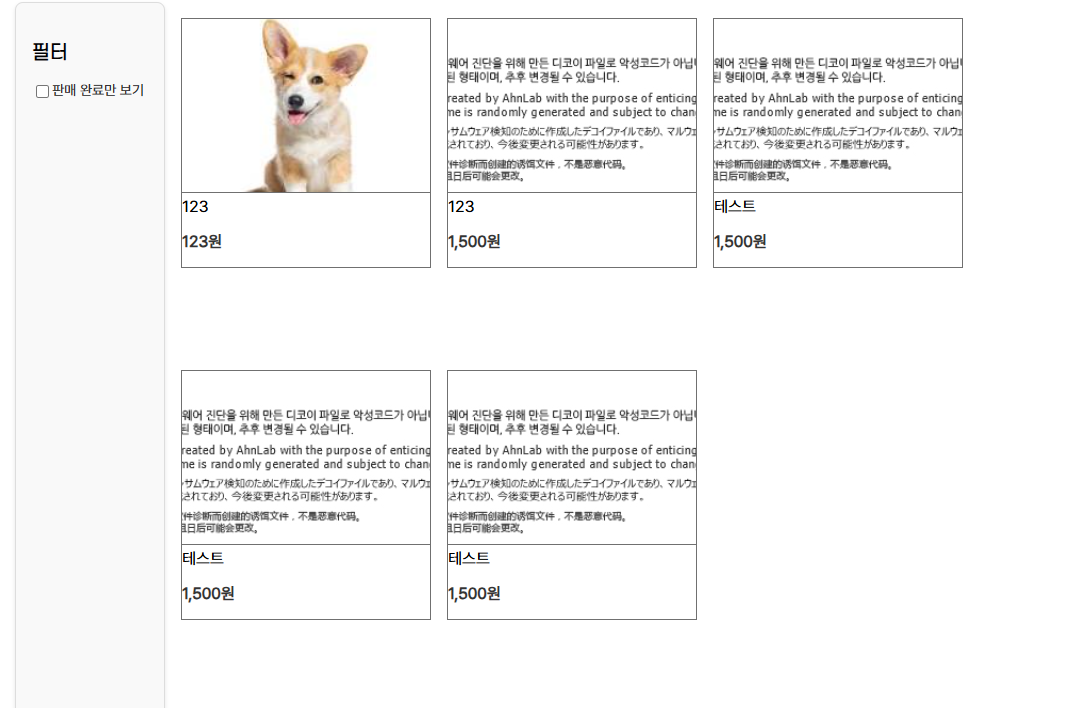 필터
판매 완료만 보기
123
123원
웨어 진단을 위해 만든 디코이 파일로 악성코드가 아닙
된 형태이며, 추후 변경될 수 있습니다.
reated by AhnLab with the purpose of enticing
me is randomly generated and subject to chan
サムウェア検知のために作成したデコイファイルであり、マルウェ
されており、今後変更される可能性があります。
件诊断而创建的诱饵文件，不是恶意代码。
且日后可能会更改。
123
1,500원
웨어 진단을 위해 만든 디코이 파일로 악성코드가 아닙
된 형태이며, 추후 변경될 수 있습니다.
reated by AhnLab with the purpose of enticing
me is randomly generated and subject to chan
サムウェア検知のために作成したデコイファイルであり、マルウェ
されており、今後変更される可能性があります。
件诊断而创建的诱饵文件，不是恶意代码。
且日后可能会更改。
테스트
1,500원
웨어 진단을 위해 만든 디코이 파일로 악성코드가 아닙
된 형태이며, 추후 변경될 수 있습니다.
reated by AhnLab with the purpose of enticing
me is randomly generated and subject to chan
サムウェア検知のために作成したデコイファイルであり、マルウェ
されており、今後変更される可能性があります。
件诊断而创建的诱饵文件，不是恶意代码。
且日后可能会更改。
테스트
1,500원
웨어 진단을 위해 만든 디코이 파일로 악성코드가 아닙
된 형태이며, 추후 변경될 수 있습니다.
reated by AhnLab with the purpose of enticing
me is randomly generated and subject to chan
サムウェア検知のために作成したデコイファイルであり、マルウェ
されており、今後変更される可能性があります。
件诊断而创建的诱饵文件，不是恶意代码。
且日后可能会更改。
테스트
1,500원